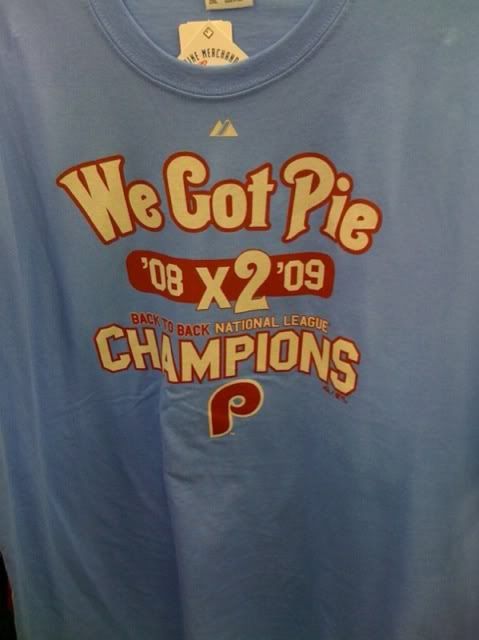 We Got Pie
'08 x2 '09
BACK TO BACK NATIONAL LEAGUE
CHAMPIONS
P